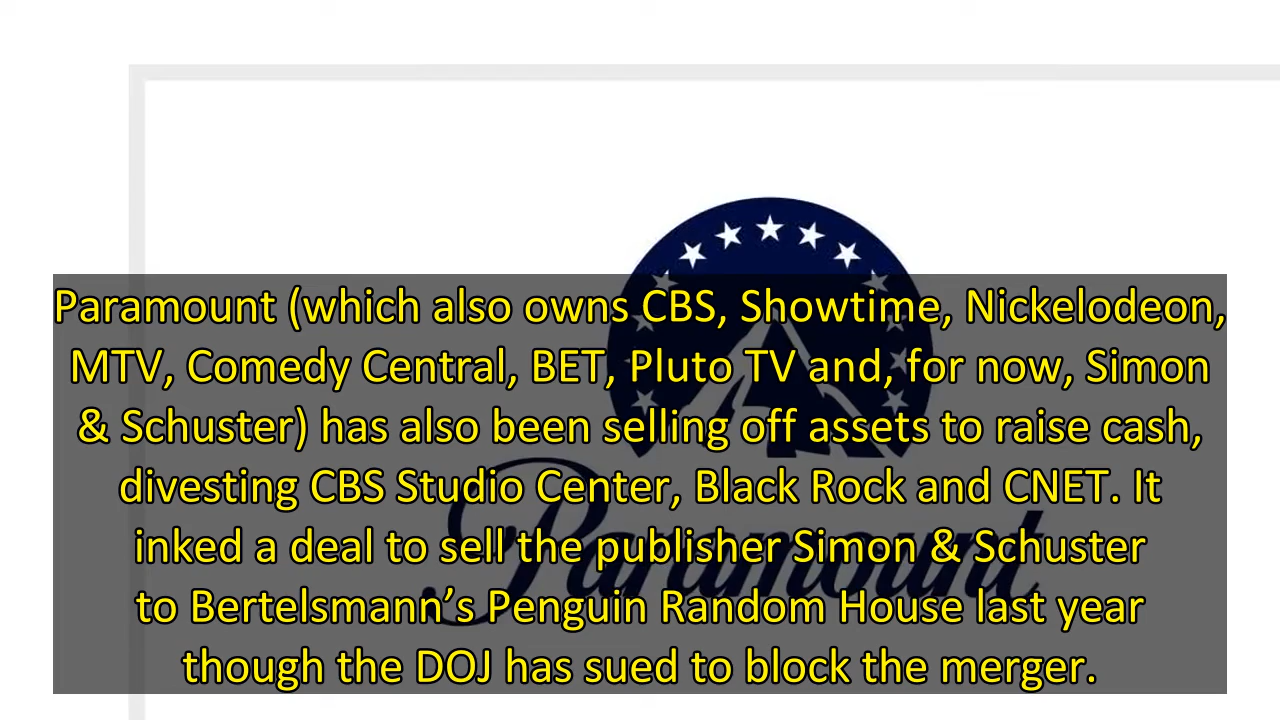 Paramount (which also owns CBS, Showtime, Nickelodeon,
MTV, Comedy Central, BET, Pluto TV and, for now, Simon
& Schuster) has also been selling off assets to raise cash,
divesting CBS Studio Center, Black Rock and CNET. It
inked a deal to sell the publisher Simon & Schuster
to Bertelsmann’s Penguin Random House last year
though the DOJ has sued to block the merger.
Paramount